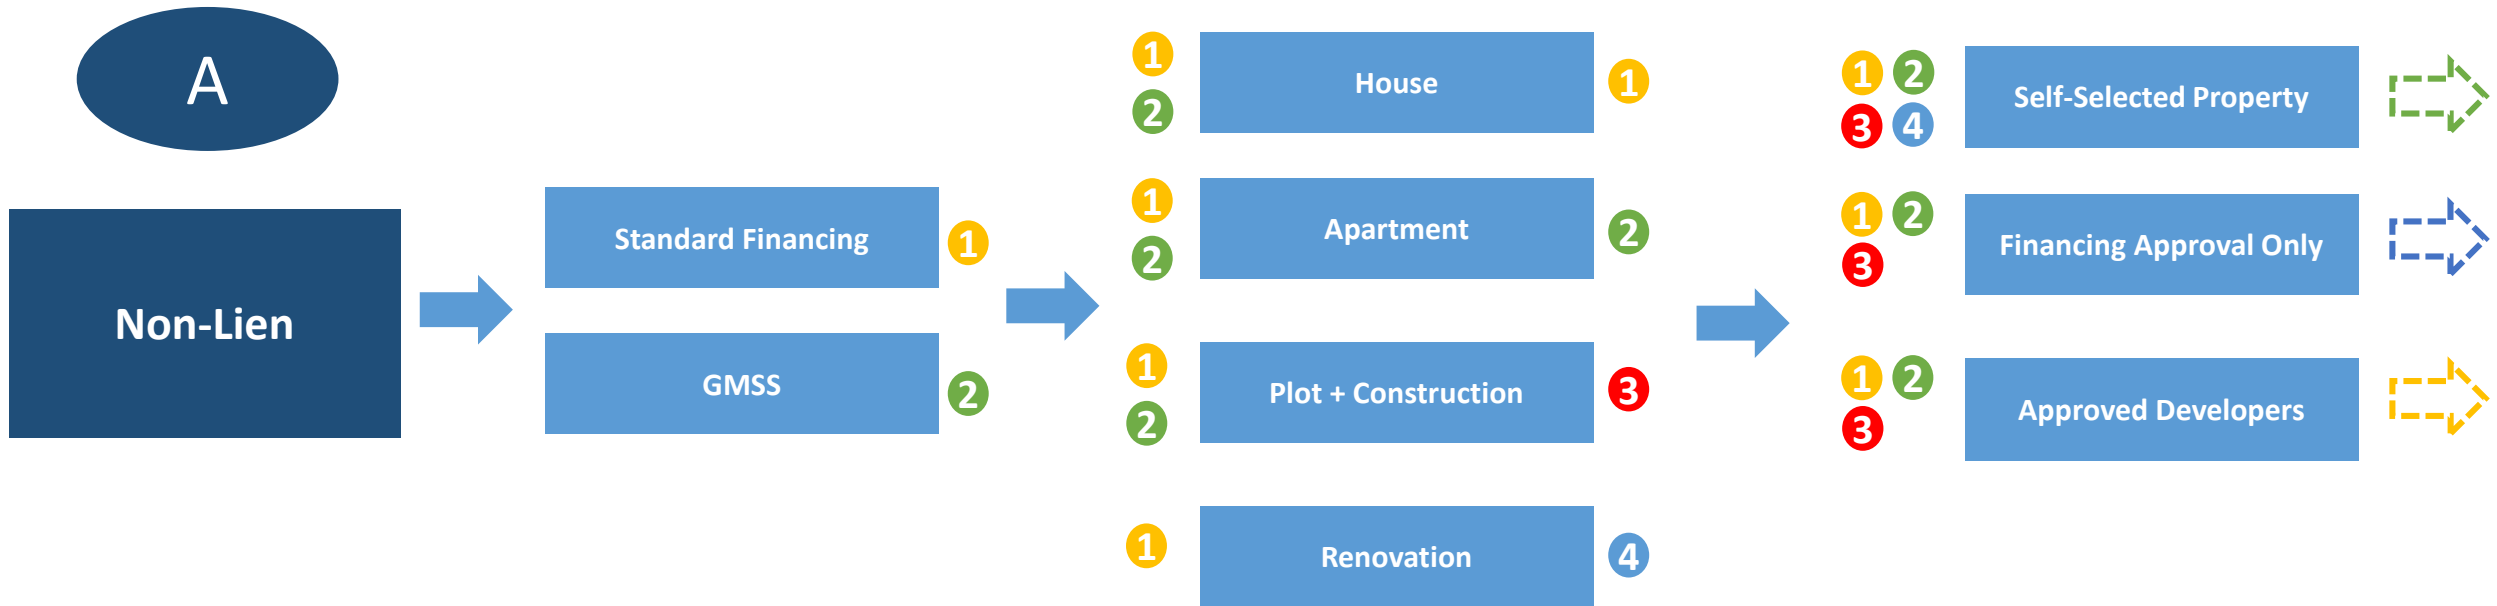 A
Non-Lien
Standard Financing
1
GMSS
2
1
2
House
1
1
2
Apartment
2
1
2
Plot + Construction
3
1
Renovation
4
1 2
3 4
Self-Selected Property
1 2
3
Financing Approval Only
1 2
3
Approved Developers